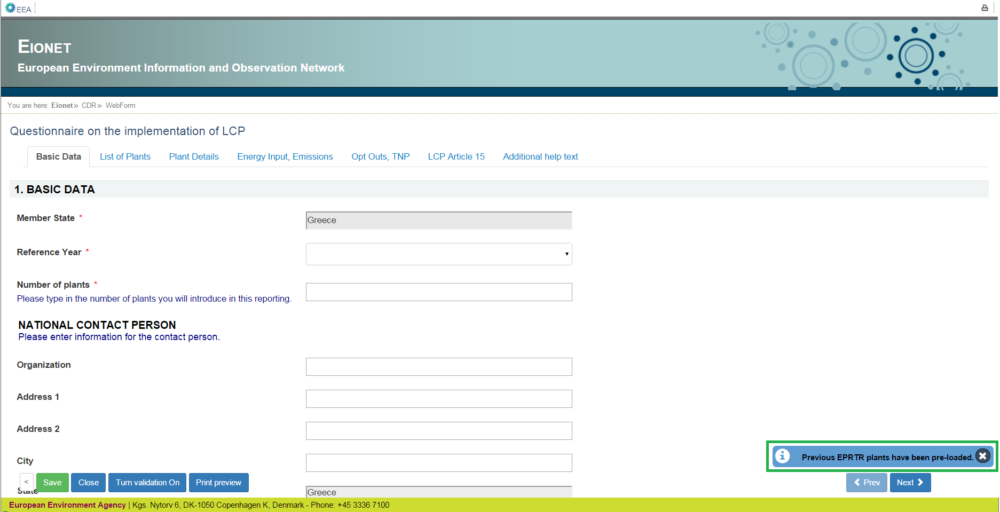 EEA
EIONET
European Environment Information and Observation Network
You are here: Eionet» CDR» WebForm
Questionnaire on the implementation of LCP
Basic Data List of Plants Plant Details Energy Input, Emissions Opt Outs, TNP LCP Article 15 Additional help text
1. BASIC DATA
Member State * Greece
Reference Year *
Number of plants *
Please type in the number of plants you will introduce in this reporting.
NATIONAL CONTACT PERSON
Please enter information for the contact person.
Organization
Address 1
Address 2
City
Previous EPRTR plants have been pre-loaded.
< Save Close Turn validation On Print preview Prev Next
State Greece
European Environment Agency | Kgs. Nytorv 6, DK-1050 Copenhagen K, Denmark - Phone: +45 3336 7100